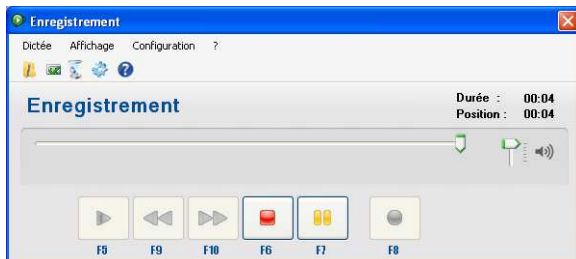 Enregistrement
Dictée Affichage Configuration ?
Enregistrement
Durée : 00:04
Position : 00:04
F5 F9 F10 F6 F7 F8